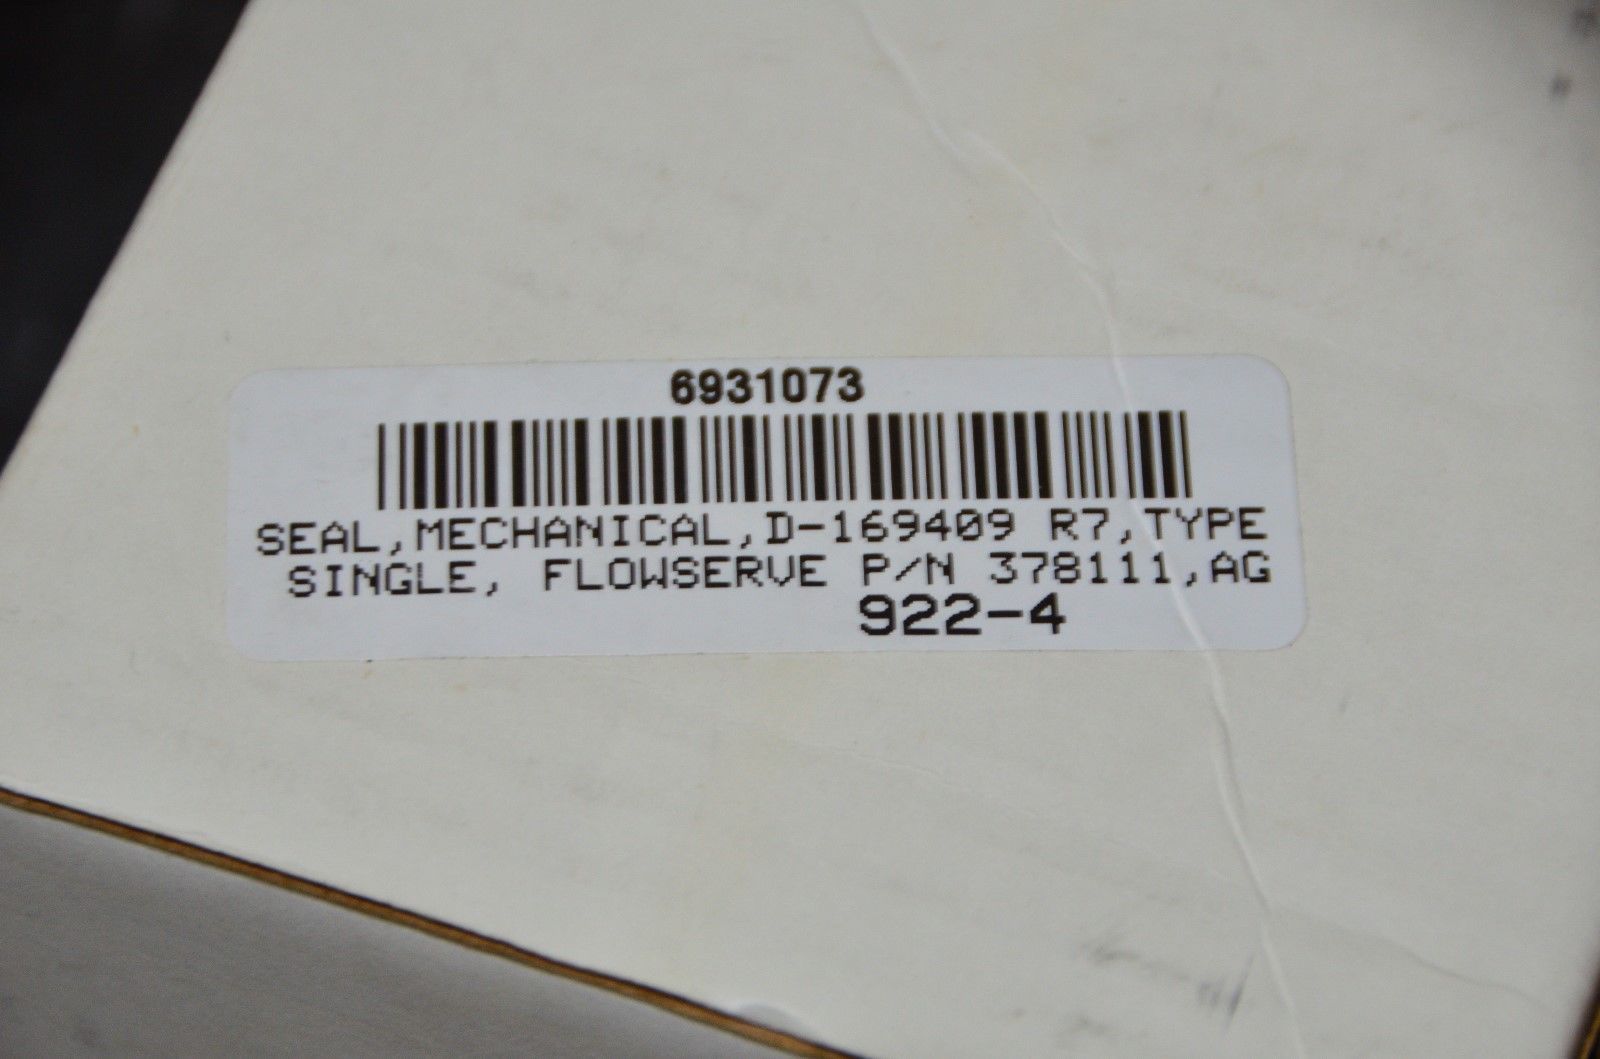 6931073
SEAL,MECHANICAL,D-169409 R7,TYPE
SINGLE, FLOWSERVE P/N 378111,AG
922-4